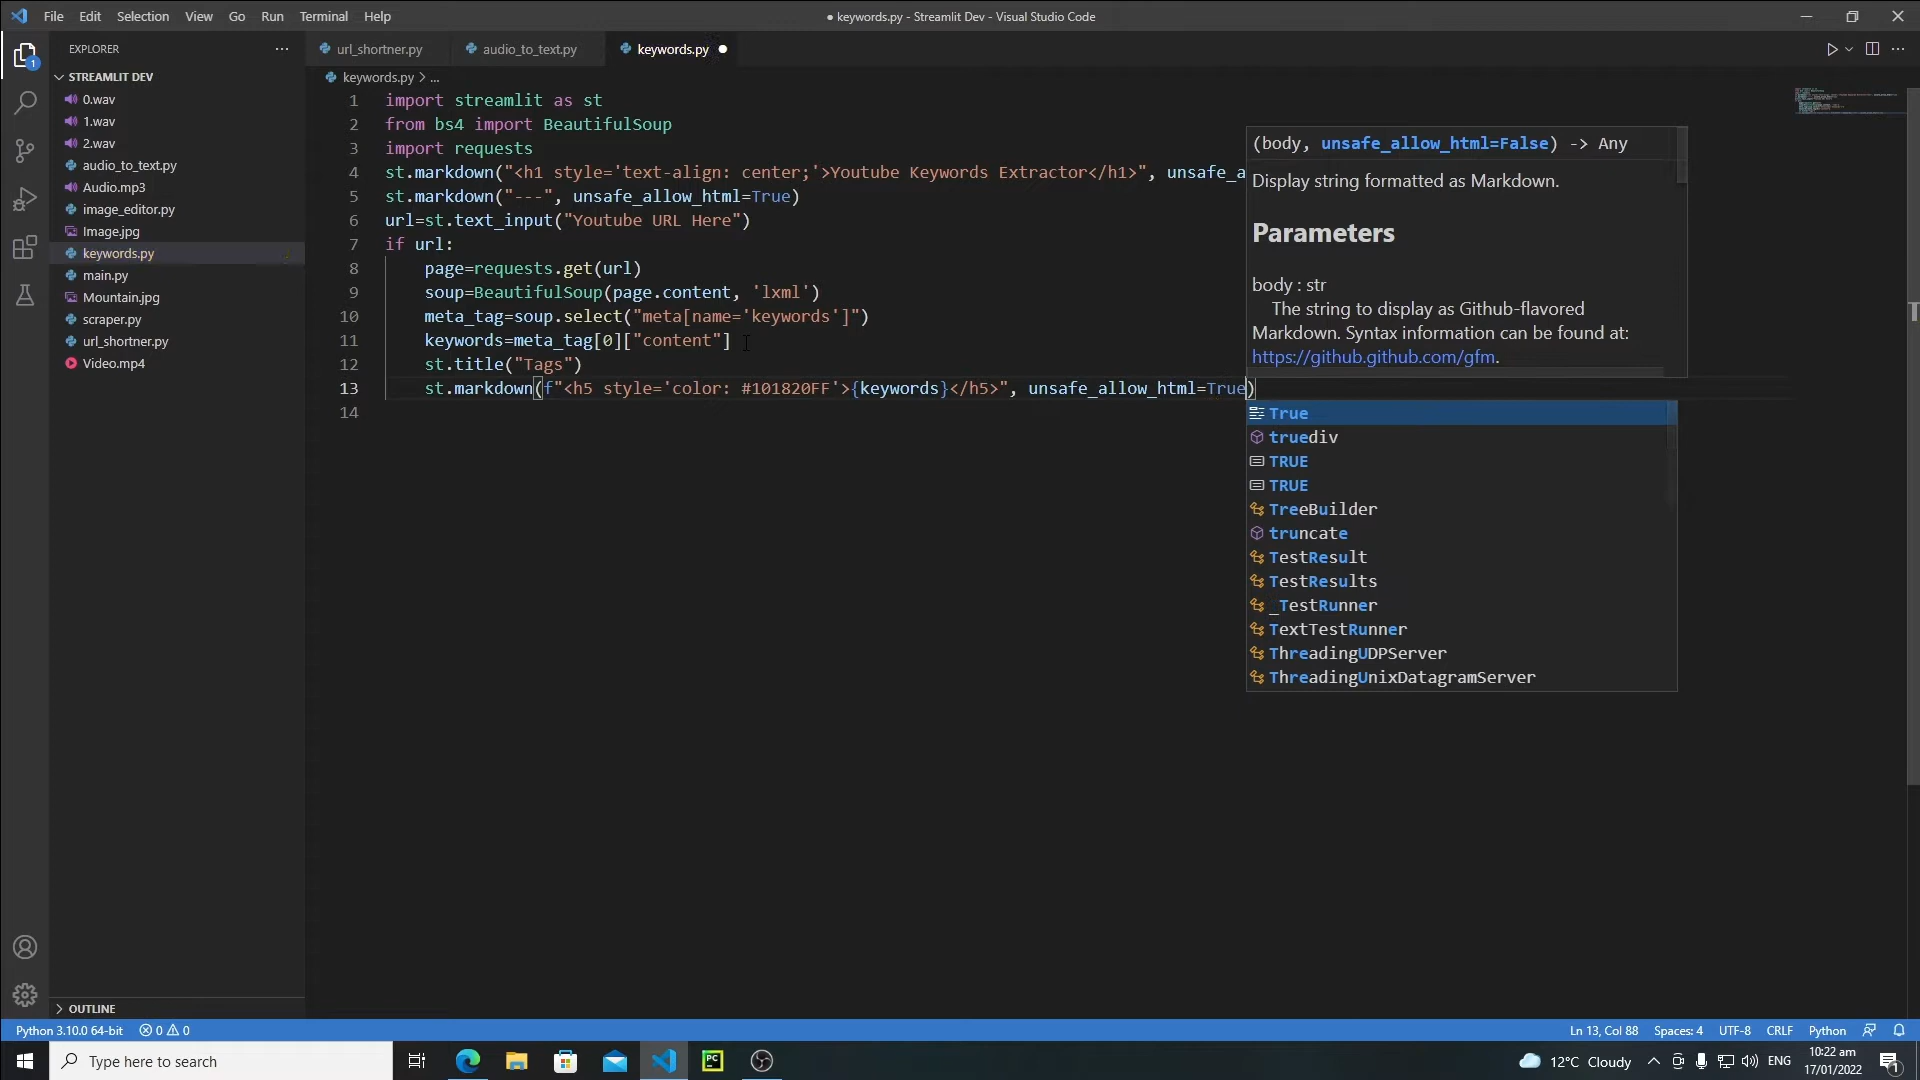 File Edit Selection View Go Run Terminal Help
● keywords.py - Streamlit Dev - Visual Studio Code
EXPLORER
url_shortner.py
audio_to_text.py
keywords.py
STREAMLIT DEV
0.wav
1.wav
2.wav
audio_to_text.py
Audio.mp3
image_editor.py
Image.jpg
keywords.py
main.py
Mountain.jpg
scraper.py
url_shortner.py
Video.mp4
OUTLINE
keywords.py > ...
1 import streamlit as st
2 from bs4 import BeautifulSoup
3 import requests
4 st.markdown("<h1 style='text-align: center;'>Youtube Keywords Extractor</h1>", unsafe_a
5 st.markdown("---", unsafe_allow_html=True)
6 url=st.text_input("Youtube URL Here")
7 if url:
8 page=requests.get(url)
9 soup=BeautifulSoup(page.content, 'lxml')
10 meta_tag=soup.select("meta[name='keywords']")
11 keywords=meta_tag[0]["content"]
12 st.title("Tags")
13 st.markdown(f"<h5 style='color: #101820FF'>{keywords}</h5>", unsafe_allow_html=True)
14
(body, unsafe_allow_html=False) -> Any
Display string formatted as Markdown.
Parameters
body : str
The string to display as Github-flavored
Markdown. Syntax information can be found at:
https://github.github.com/gfm.
True
truediv
TRUE
TRUE
TreeBuilder
truncate
TestResult
TestResults
_TestRunner
TextTestRunner
ThreadingUDPServer
ThreadingUnixDatagramServer
Python 3.10.0 64-bit 0 0
Ln 13, Col 88 Spaces: 4 UTF-8 CRLF Python
Type here to search
12°C Cloudy
ENG
10:22 am
17/01/2022